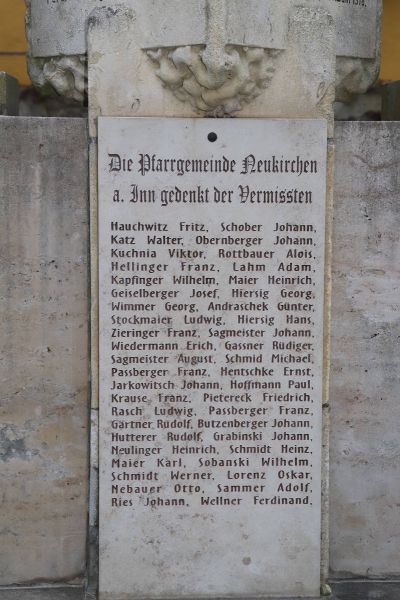 Die Pfarrgemeinde Neukirchen
a. Inn gedenkt der Vermissten
Hauchwitz Fritz, Schober Johann,
Katz Walter, Obernberger Johann,
Kuchnia Viktor, Rottbauer Alois,
Hellinger Franz, Lahm Adam,
Kapfinger Wilhelm, Maier Heinrich,
Geiselberger Josef, Hiersig Georg,
Wimmer Georg, Andraschek Günter,
Stockmaier Ludwig, Hiersig Hans,
Zieringer Franz, Sagmeister Johann,
Wiedermann Erich, Gassner Rüdiger,
Sagmeister August, Schmid Michael,
Passberger Franz, Hentschke Ernst,
Jarkowitsch Johann, Hoffmann Paul,
Krause Franz, Pietereck Friedrich,
Rasch Ludwig, Passberger Franz,
Gärtner Rudolf, Butzenberger Johann,
Hutterer Rudolf, Grabinski Johann,
Neulinger Heinrich, Schmidt Heinz,
Maier Karl, Sobanski Wilhelm,
Schmidt Werner, Lorenz Oskar,
Nebauer Otto, Sammer Adolf,
Ries Johann, Wellner Ferdinand.